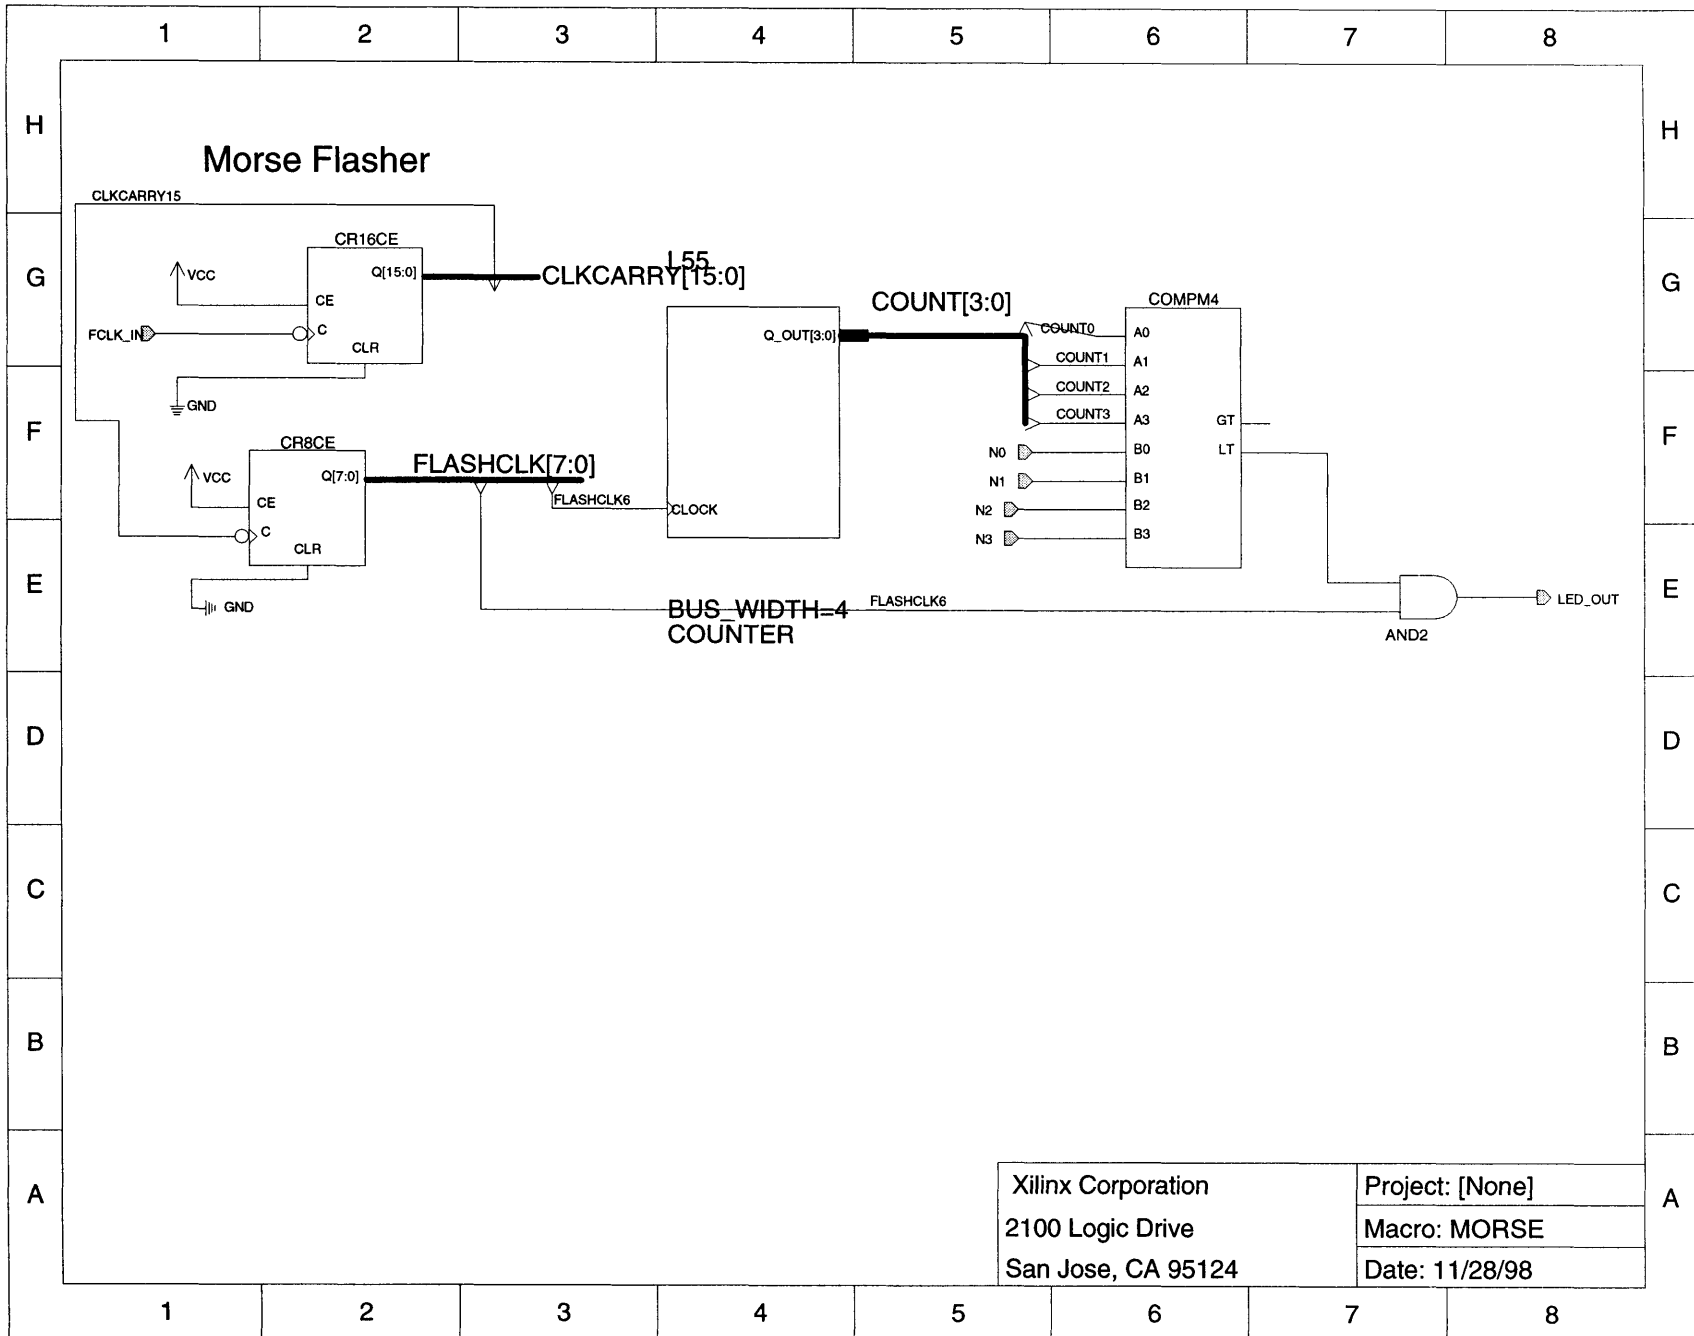 1 2 3 4 5 6 7 8
H H
Morse Flasher
CLKCARRY15
CR16CE
G G
VCC
Q[15:0]
CLKCARRY[15:0]
L55
CE
FCLK_IN
C
CLR
GND
COUNT[3:0]
Q_OUT[3:0]
COMPM4
COUNT0 A0
COUNT1 A1
COUNT2 A2
COUNT3 A3
GT
N0 B0
LT
N1 B1
N2 B2
N3 B3
F F
CR8CE
VCC
Q[7:0]
FLASHCLK[7:0]
FLASHCLK6
CLOCK
CE
C
CLR
GND
E E
BUS_WIDTH=4
COUNTER
FLASHCLK6
AND2
LED_OUT
D D
C C
B B
A A
Xilinx Corporation
2100 Logic Drive
San Jose, CA 95124
Project: [None]
Macro: MORSE
Date: 11/28/98
1 2 3 4 5 6 7 8